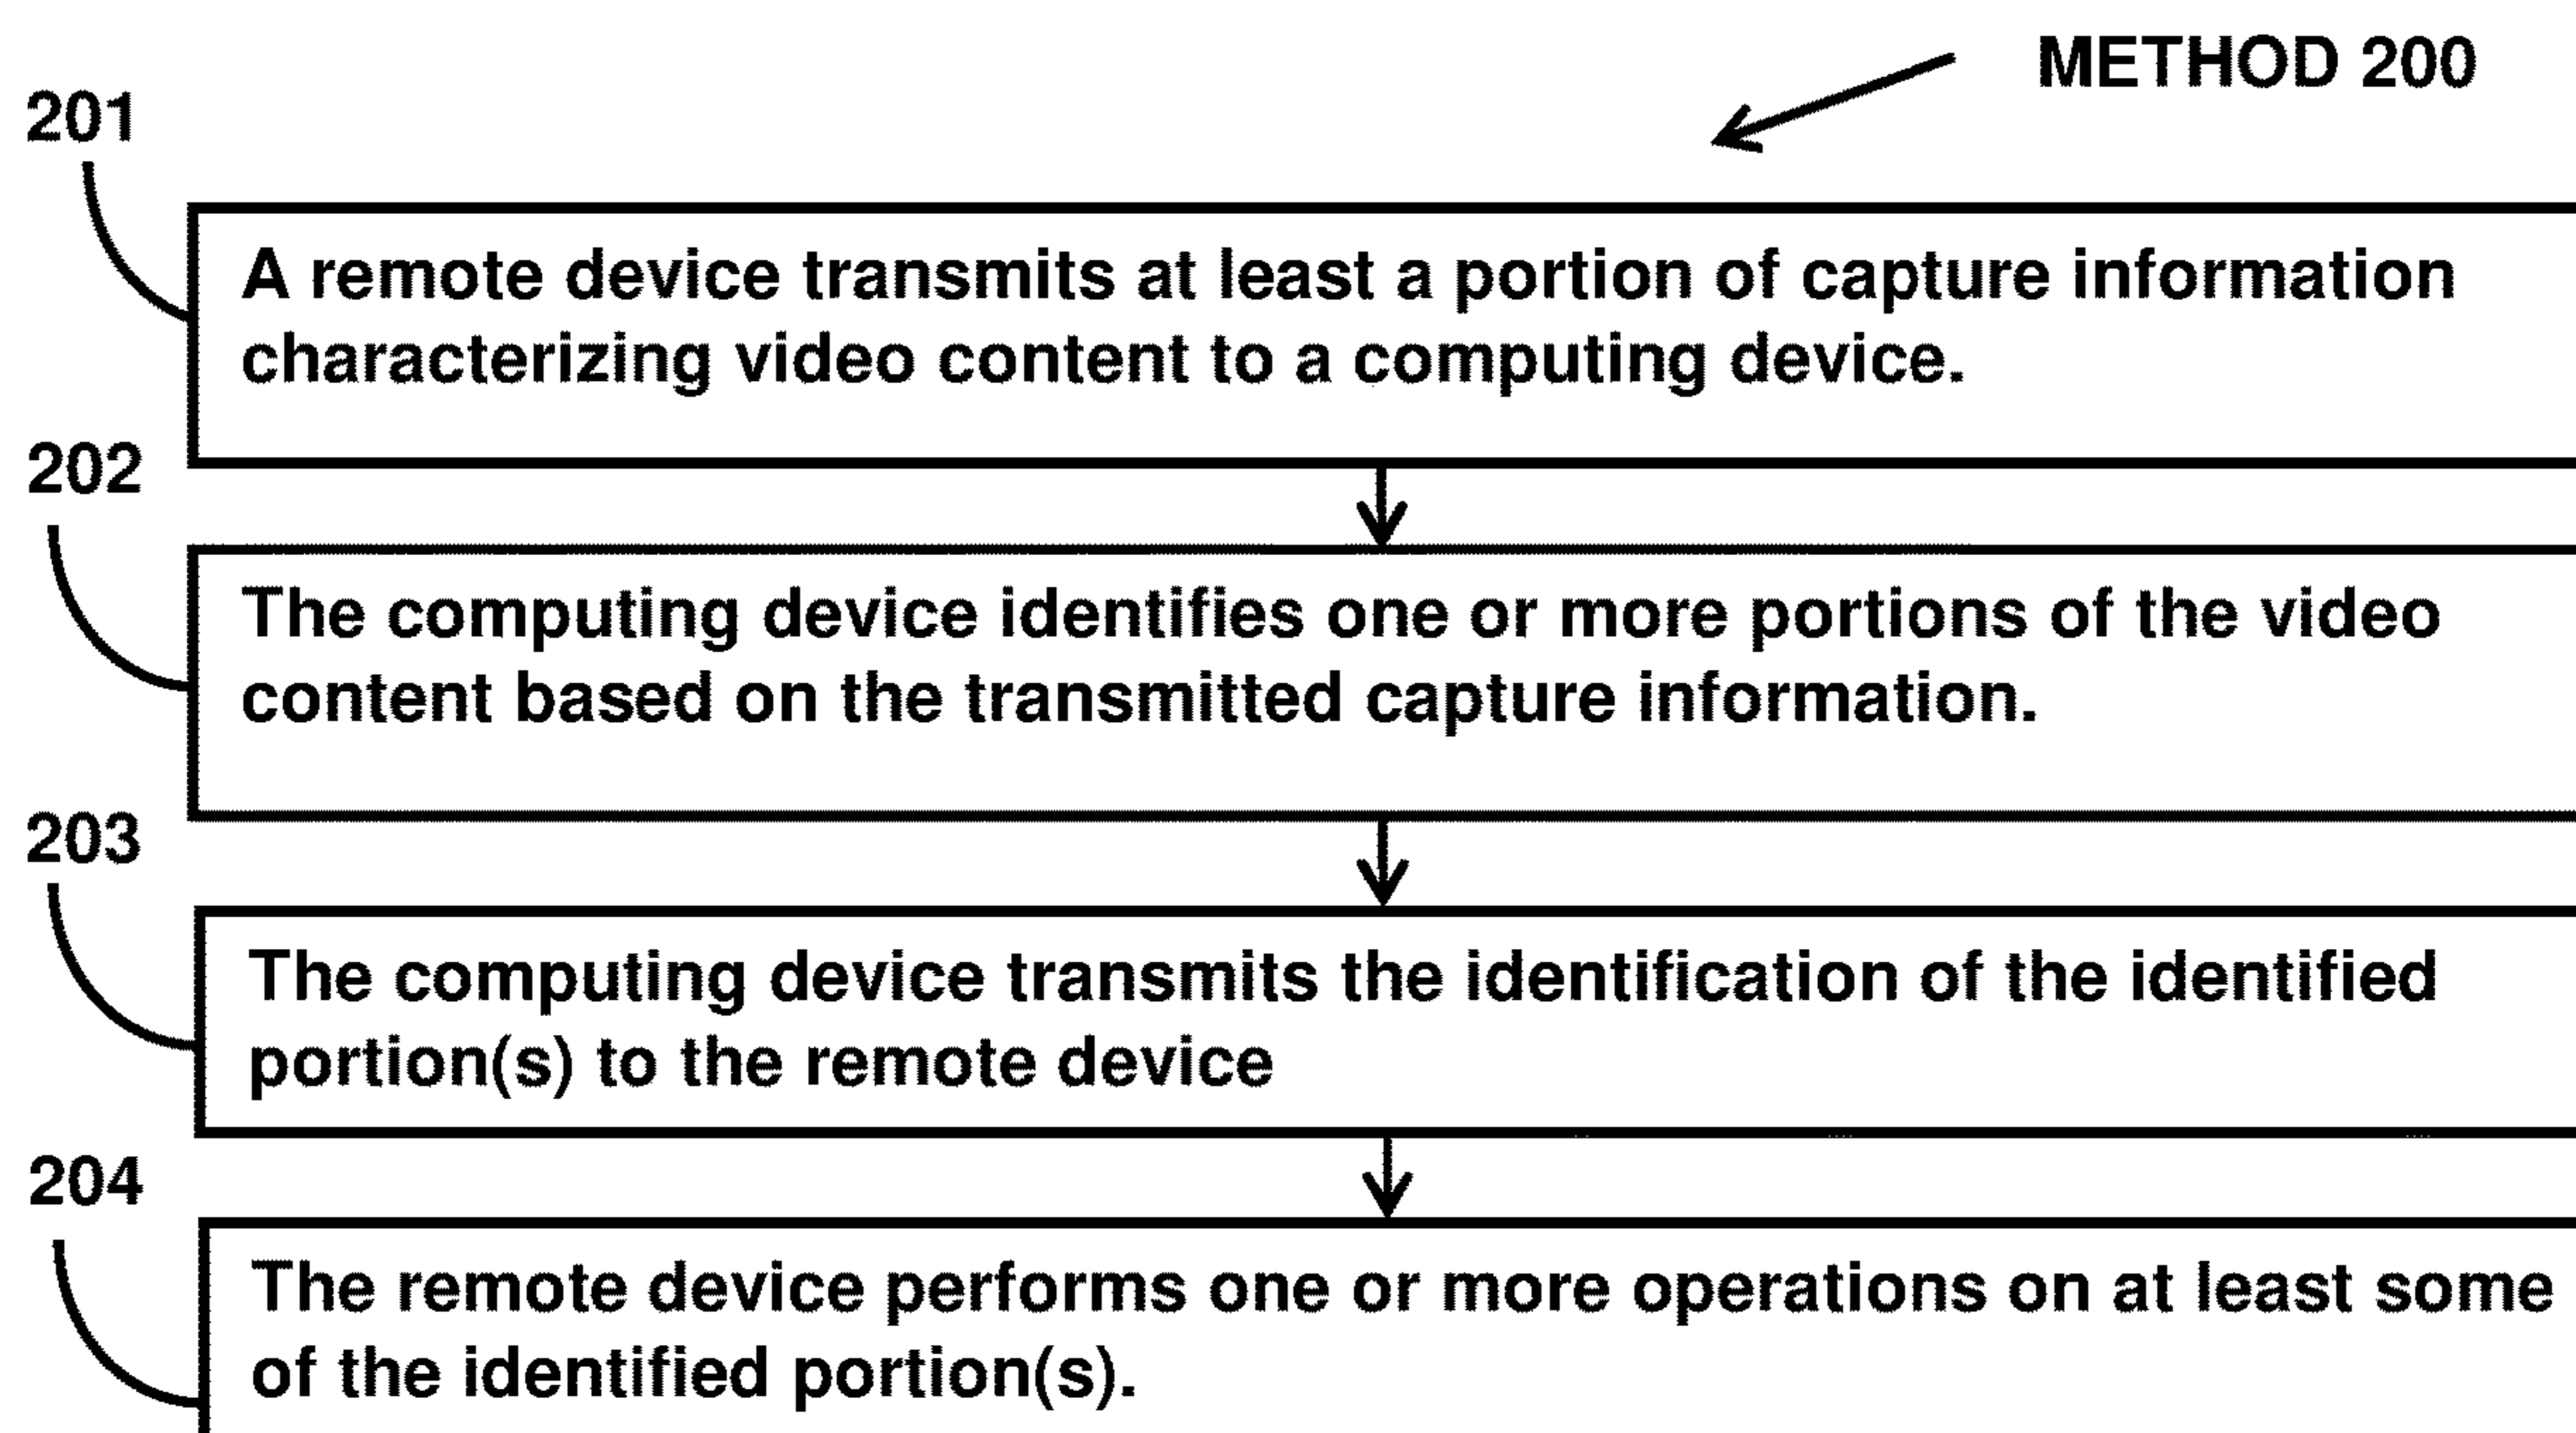 METHOD 200
201
A remote device transmits at least a portion of capture information
characterizing video content to a computing device.
202
The computing device identifies one or more portions of the video
content based on the transmitted capture information.
203
The computing device transmits the identification of the identified
portion(s) to the remote device
204
The remote device performs one or more operations on at least some
of the identified portion(s).